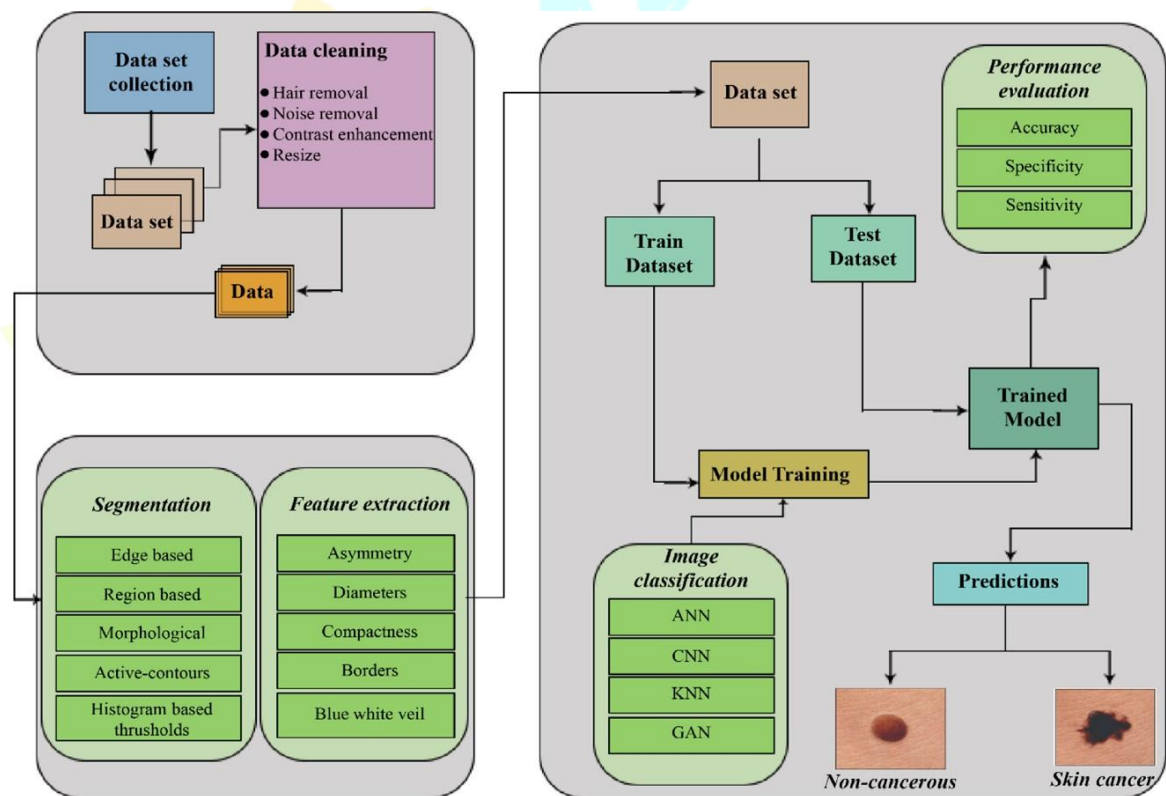 Data set
collection
Data set
Data cleaning
● Hair removal
● Noise removal
● Contrast enhancement
● Resize
Data
Segmentation
Edge based
Region based
Morphological
Active-contours
Histogram based
thrusholds
Feature extraction
Asymmetry
Diameters
Compactness
Borders
Blue white veil
Data set
Train
Dataset
Test
Dataset
Performance
evaluation
Accuracy
Specificity
Sensitivity
Trained
Model
Model Training
Image
classification
ANN
CNN
KNN
GAN
Predictions
Non-cancerous
Skin cancer